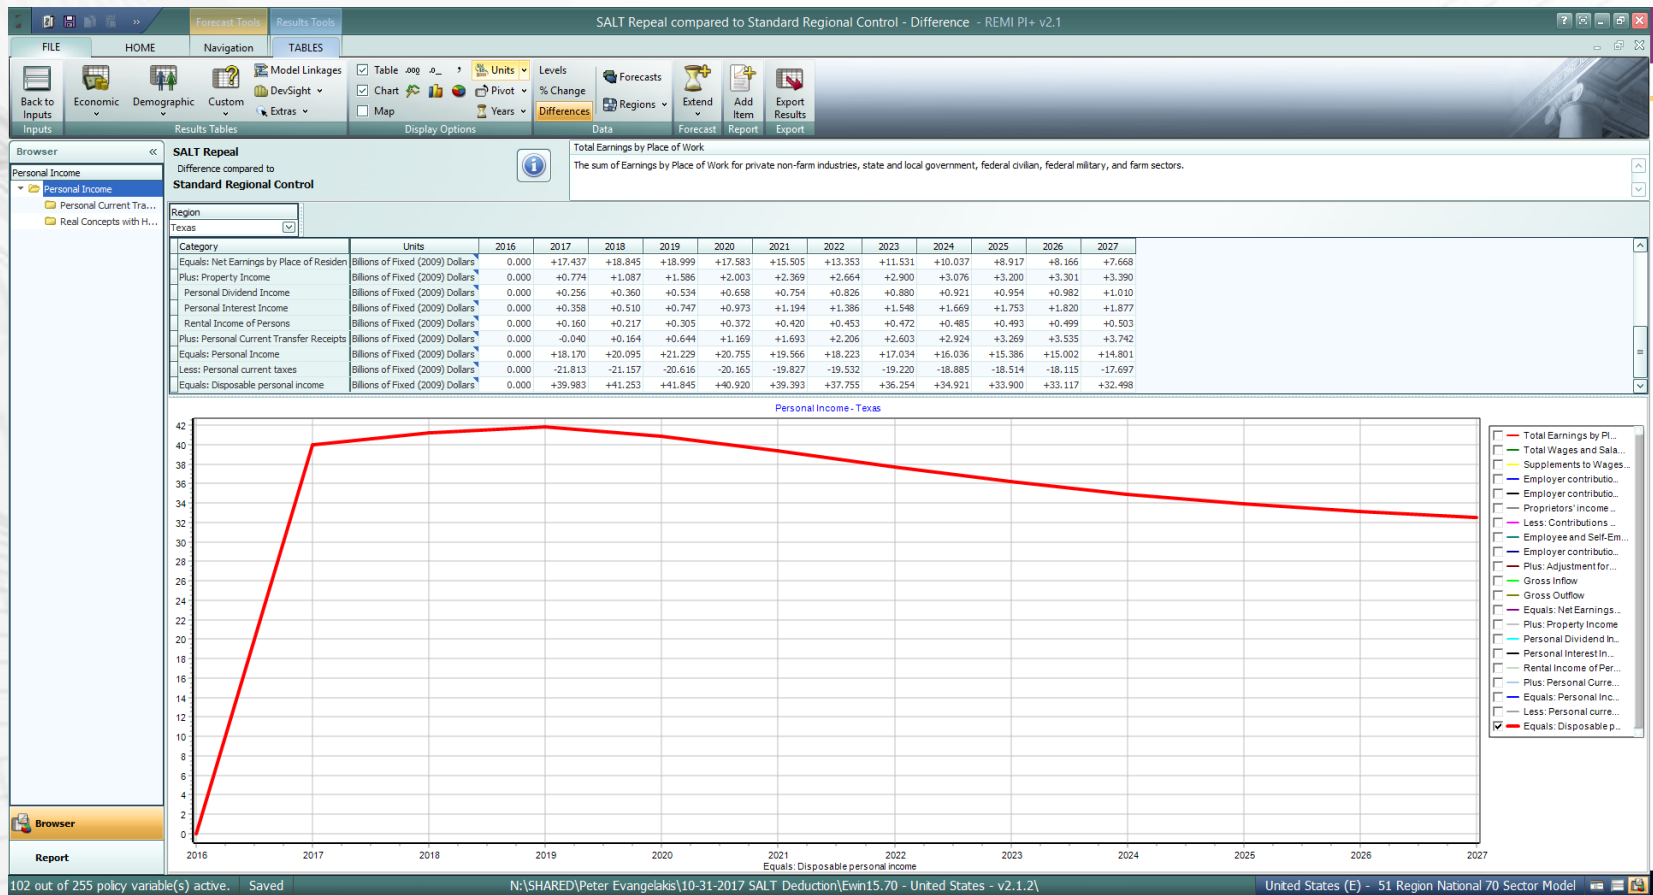 Forecast Tools Results Tools SALT Repeal compared to Standard Regional Control - Difference - REMI PI+ v2.1
FILE HOME Navigation TABLES
Back to Inputs
Economic
Demographic
Custom
Model Linkages
DevSight
Extras
Table .000 .0_ ,
Chart
Map
Units
Pivot
Years
Levels
% Change
Differences
Forecasts
Regions
Extend
Add Item
Export Results
Inputs Results Tables Display Options Data Forecast Report Export
Browser «
Personal Income
Personal Income
Personal Current Tra...
Real Concepts with H...
SALT Repeal
Difference compared to
Standard Regional Control
Total Earnings by Place of Work
The sum of Earnings by Place of Work for private non-farm industries, state and local government, federal civilian, federal military, and farm sectors.
Region
Texas
Category Units 2016 2017 2018 2019 2020 2021 2022 2023 2024 2025 2026 2027
Equals: Net Earnings by Place of Residen Billions of Fixed (2009) Dollars 0.000 +17.437 +18.845 +18.999 +17.583 +15.505 +13.353 +11.531 +10.037 +8.917 +8.166 +7.668
Plus: Property Income Billions of Fixed (2009) Dollars 0.000 +0.774 +1.087 +1.586 +2.003 +2.369 +2.664 +2.900 +3.076 +3.200 +3.301 +3.390
Personal Dividend Income Billions of Fixed (2009) Dollars 0.000 +0.256 +0.360 +0.534 +0.658 +0.754 +0.826 +0.880 +0.921 +0.954 +0.982 +1.010
Personal Interest Income Billions of Fixed (2009) Dollars 0.000 +0.358 +0.510 +0.747 +0.973 +1.194 +1.386 +1.548 +1.669 +1.753 +1.820 +1.877
Rental Income of Persons Billions of Fixed (2009) Dollars 0.000 +0.160 +0.217 +0.305 +0.372 +0.420 +0.453 +0.472 +0.485 +0.493 +0.499 +0.503
Plus: Personal Current Transfer Receipts Billions of Fixed (2009) Dollars 0.000 -0.040 +0.164 +0.644 +1.169 +1.693 +2.206 +2.603 +2.924 +3.269 +3.535 +3.742
Equals: Personal Income Billions of Fixed (2009) Dollars 0.000 +18.170 +20.095 +21.229 +20.755 +19.566 +18.223 +17.034 +16.036 +15.386 +15.002 +14.801
Less: Personal current taxes Billions of Fixed (2009) Dollars 0.000 -21.813 -21.157 -20.616 -20.165 -19.827 -19.532 -19.220 -18.885 -18.514 -18.115 -17.697
Equals: Disposable personal income Billions of Fixed (2009) Dollars 0.000 +39.983 +41.253 +41.845 +40.920 +39.393 +37.755 +36.254 +34.921 +33.900 +33.117 +32.498
Personal Income - Texas
42
40
38
36
34
32
30
28
26
24
22
20
18
16
14
12
10
8
6
4
2
0
2016 2017 2018 2019 2020 2021 2022 2023 2024 2025 2026 2027
Equals: Disposable personal income
Total Earnings by Pl...
Total Wages and Sala...
Supplements to Wages...
Employer contributio...
Employer contributio...
Proprietors' income ...
Less: Contributions ...
Employee and Self-Em...
Employer contributio...
Plus: Adjustment for...
Gross Inflow
Gross Outflow
Equals: Net Earnings...
Plus: Property Income
Personal Dividend In...
Personal Interest In...
Rental Income of Per...
Plus: Personal Curre...
Equals: Personal Inc...
Less: Personal curre...
Equals: Disposable p...
Browser
Report
102 out of 255 policy variable(s) active. Saved N:\SHARED\Peter Evangelakis\10-31-2017 SALT Deduction\Ewin15.70 - United States - v2.1.2\ United States (E) - 51 Region National 70 Sector Model